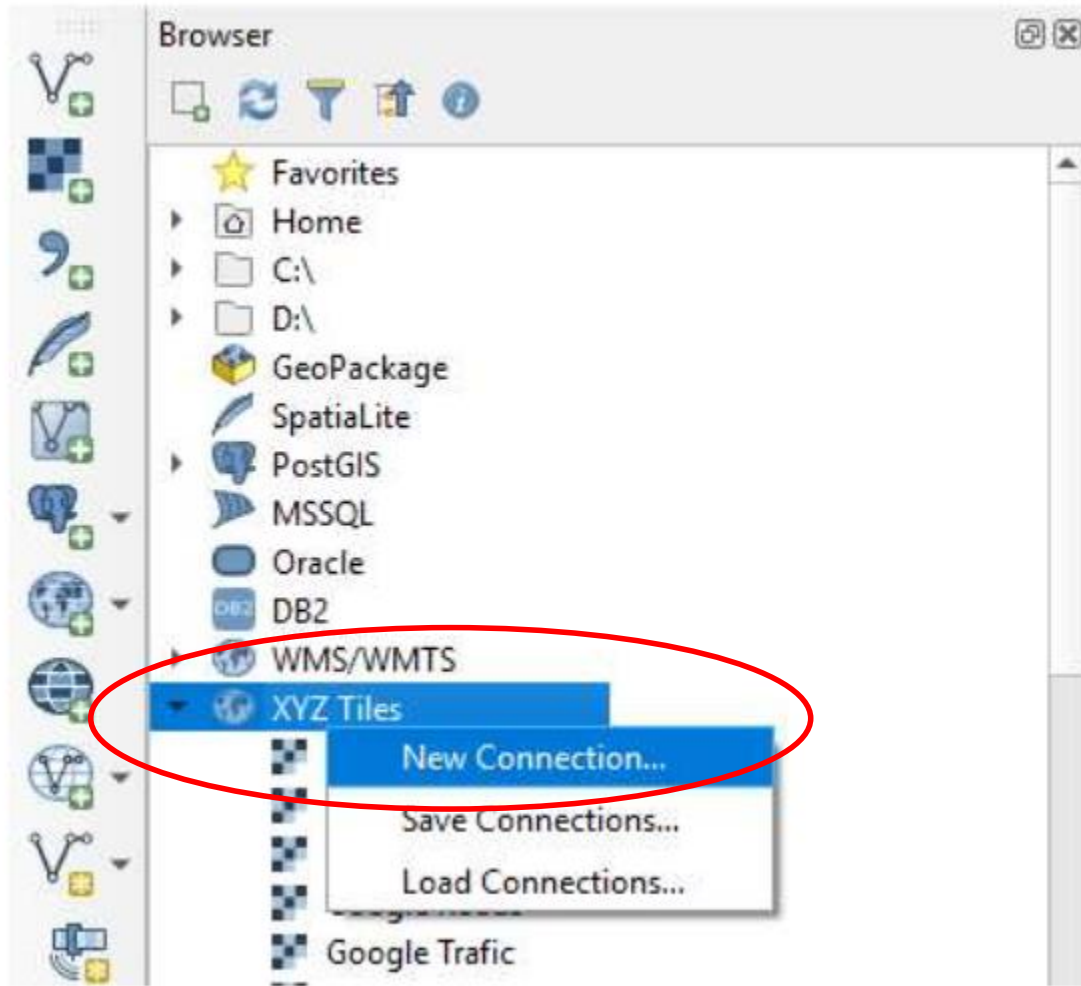 Browser
Favorites
Home
C:\
D:\
GeoPackage
SpatiaLite
PostGIS
MSSQL
Oracle
DB2
DB2
WMS/WMTS
XYZ Tiles
New Connection...
Save Connections...
Load Connections...
Google Trafic